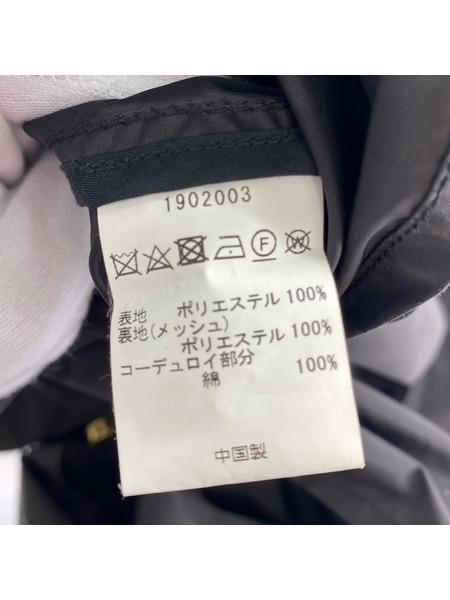 1902003
F W
表地 ポリエステル 100%
裏地(メッシュ)
ポリエステル 100%
コーデュロイ部分
綿 100%
中国製